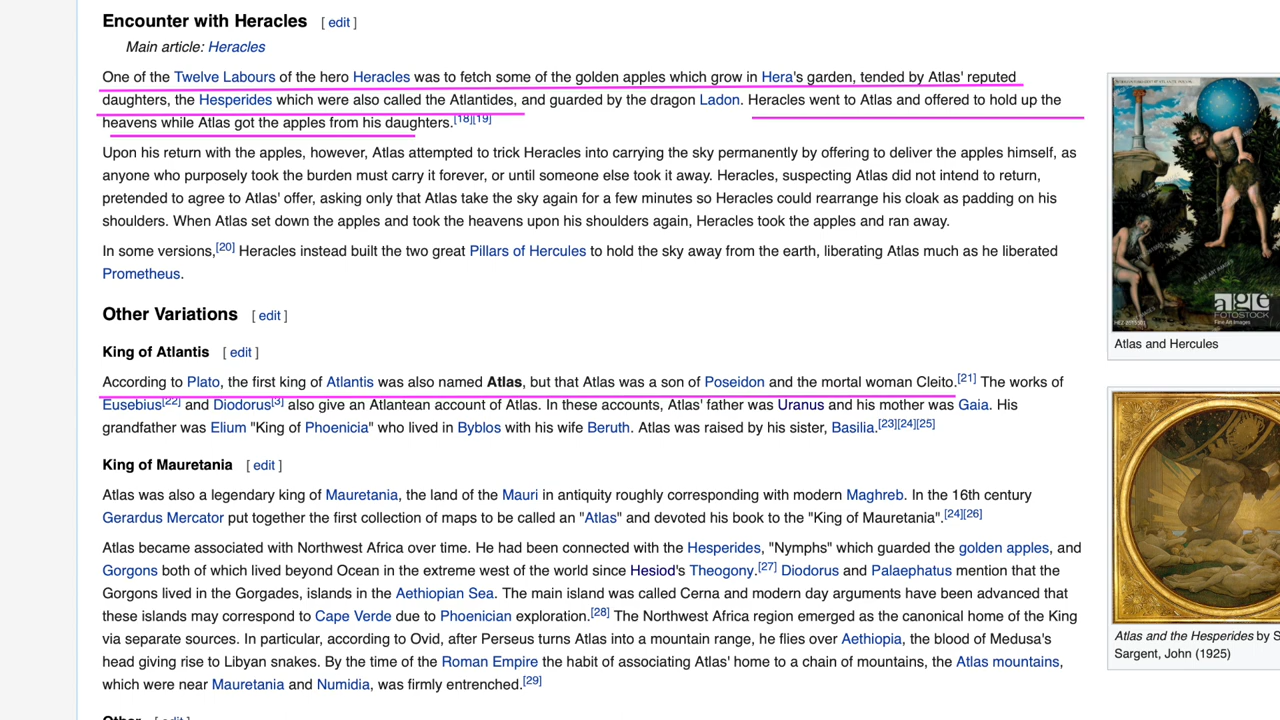 Encounter with Heracles [ edit ]
Main article: Heracles
One of the Twelve Labours of the hero Heracles was to fetch some of the golden apples which grow in Hera's garden, tended by Atlas' reputed
daughters, the Hesperides which were also called the Atlantides, and guarded by the dragon Ladon. Heracles went to Atlas and offered to hold up the
heavens while Atlas got the apples from his daughters.[18][19]
Upon his return with the apples, however, Atlas attempted to trick Heracles into carrying the sky permanently by offering to deliver the apples himself, as
anyone who purposely took the burden must carry it forever, or until someone else took it away. Heracles, suspecting Atlas did not intend to return,
pretended to agree to Atlas' offer, asking only that Atlas take the sky again for a few minutes so Heracles could rearrange his cloak as padding on his
shoulders. When Atlas set down the apples and took the heavens upon his shoulders again, Heracles took the apples and ran away.
In some versions,[20] Heracles instead built the two great Pillars of Hercules to hold the sky away from the earth, liberating Atlas much as he liberated
Prometheus.
Other Variations [ edit ]
King of Atlantis [ edit ]
According to Plato, the first king of Atlantis was also named Atlas, but that Atlas was a son of Poseidon and the mortal woman Cleito.[21] The works of
Eusebius[22] and Diodorus[3] also give an Atlantean account of Atlas. In these accounts, Atlas' father was Uranus and his mother was Gaia. His
grandfather was Elium "King of Phoenicia" who lived in Byblos with his wife Beruth. Atlas was raised by his sister, Basilia.[23][24][25]
King of Mauretania [ edit ]
Atlas was also a legendary king of Mauretania, the land of the Mauri in antiquity roughly corresponding with modern Maghreb. In the 16th century
Gerardus Mercator put together the first collection of maps to be called an "Atlas" and devoted his book to the "King of Mauretania".[24][26]
Atlas became associated with Northwest Africa over time. He had been connected with the Hesperides, "Nymphs" which guarded the golden apples, and
Gorgons both of which lived beyond Ocean in the extreme west of the world since Hesiod's Theogony.[27] Diodorus and Palaephatus mention that the
Gorgons lived in the Gorgades, islands in the Aethiopian Sea. The main island was called Cerna and modern day arguments have been advanced that
these islands may correspond to Cape Verde due to Phoenician exploration.[28] The Northwest Africa region emerged as the canonical home of the King
via separate sources. In particular, according to Ovid, after Perseus turns Atlas into a mountain range, he flies over Aethiopia, the blood of Medusa's
head giving rise to Libyan snakes. By the time of the Roman Empire the habit of associating Atlas' home to a chain of mountains, the Atlas mountains,
which were near Mauretania and Numidia, was firmly entrenched.[29]
Other [ edit ]
age
FOTOSTOCK
Fine Art Images
Atlas and Hercules
Atlas and the Hesperides by S
Sargent, John (1925)